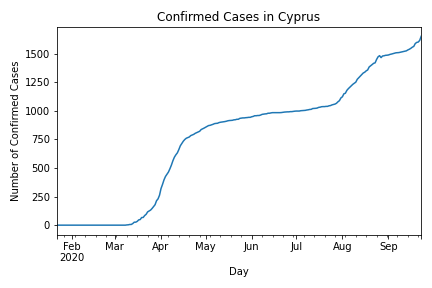 Confirmed Cases in Cyprus
Number of Confirmed Cases
1500
1250
1000
750
500
250
0
Feb Mar Apr May Jun Jul Aug Sep
2020
Day